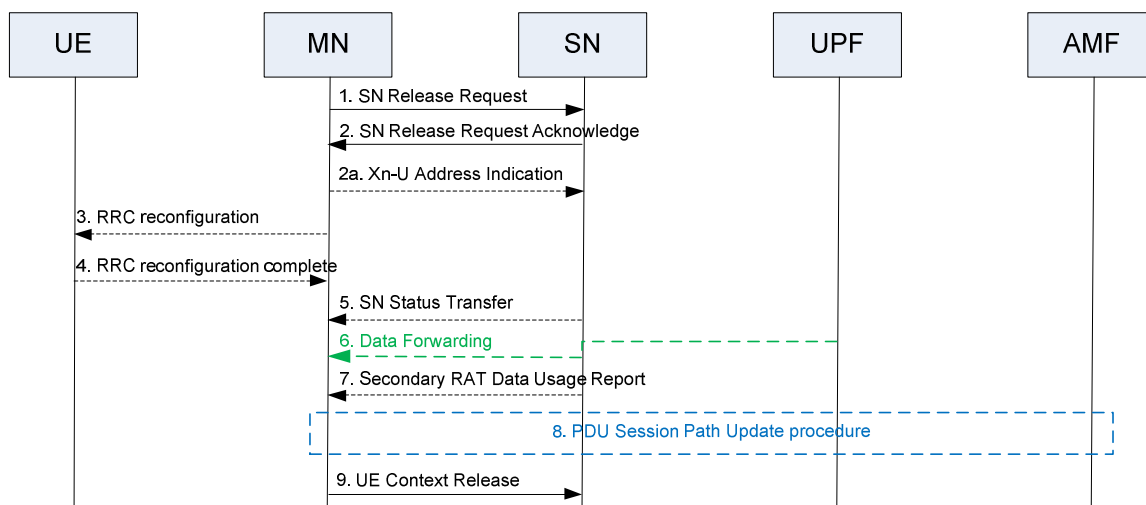 UE
MN
SN
UPF
AMF
1. SN Release Request
2. SN Release Request Acknowledge
2a. Xn-U Address Indication
3. RRC reconfiguration
4. RRC reconfiguration complete
5. SN Status Transfer
6. Data Forwarding
7. Secondary RAT Data Usage Report
8. PDU Session Path Update procedure
9. UE Context Release